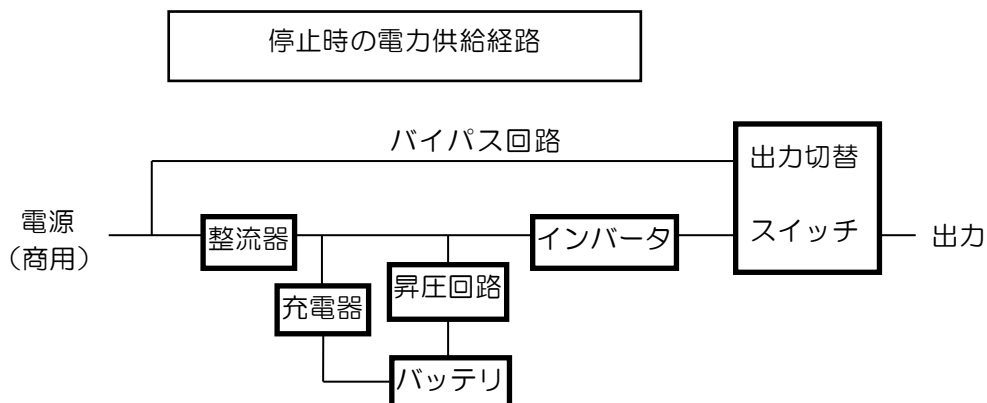 停止時の電力供給経路
バイパス回路
出力切替
スイッチ
電源
（商用）
整流器
インバータ
出力
充電器
昇圧回路
バッテリ